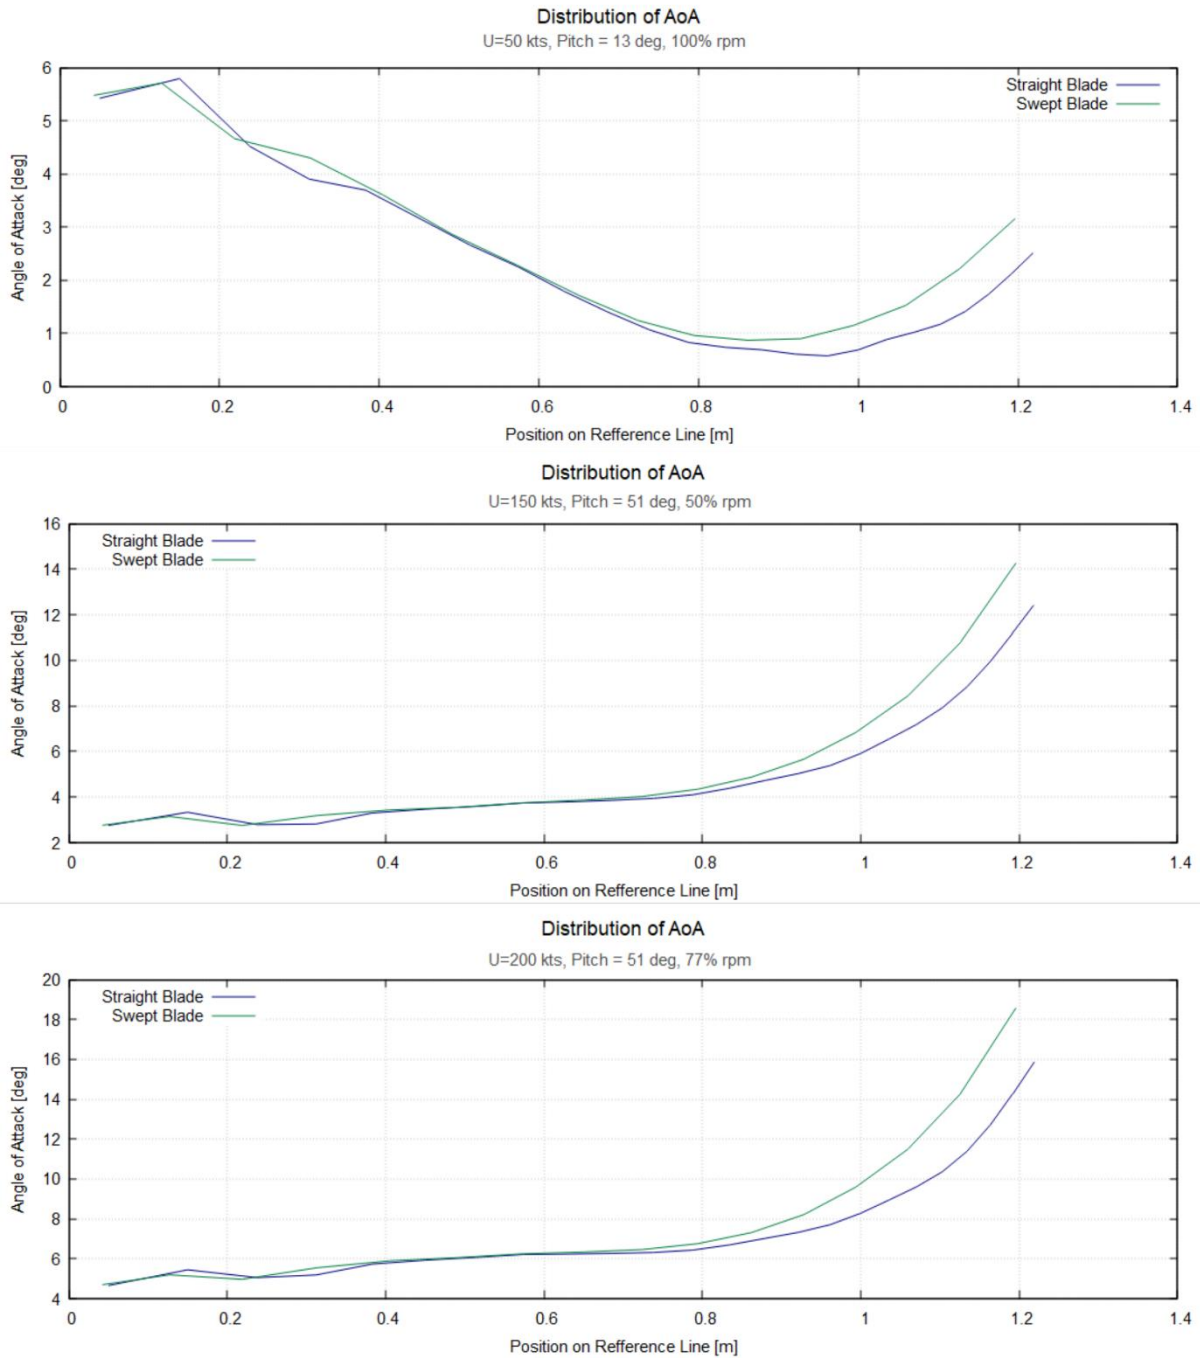 Distribution of AoA
U=50 kts, Pitch = 13 deg, 100% rpm
Straight Blade
Swept Blade
Angle of Attack [deg]
6
5
4
3
2
1
0
0 0.2 0.4 0.6 0.8 1 1.2 1.4
Position on Refference Line [m]
Distribution of AoA
U=150 kts, Pitch = 51 deg, 50% rpm
Straight Blade
Swept Blade
Angle of Attack [deg]
16
14
12
10
8
6
4
2
0 0.2 0.4 0.6 0.8 1 1.2 1.4
Position on Refference Line [m]
Distribution of AoA
U=200 kts, Pitch = 51 deg, 77% rpm
Straight Blade
Swept Blade
Angle of Attack [deg]
20
18
16
14
12
10
8
6
4
0 0.2 0.4 0.6 0.8 1 1.2 1.4
Position on Refference Line [m]